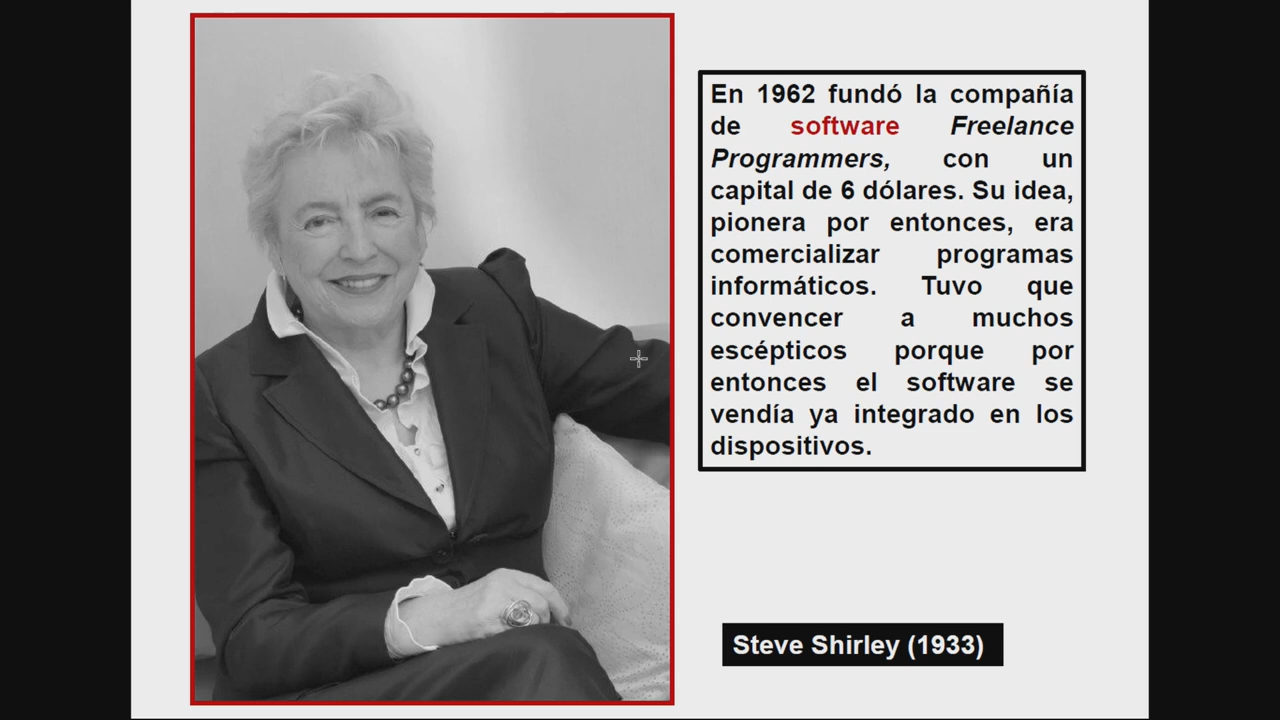 En 1962 fundó la compañía
de software Freelance
Programmers, con un
capital de 6 dólares. Su idea,
pionera por entonces, era
comercializar programas
informáticos. Tuvo que
convencer a muchos
escépticos porque por
entonces el software se
vendía ya integrado en los
dispositivos.
Steve Shirley (1933)